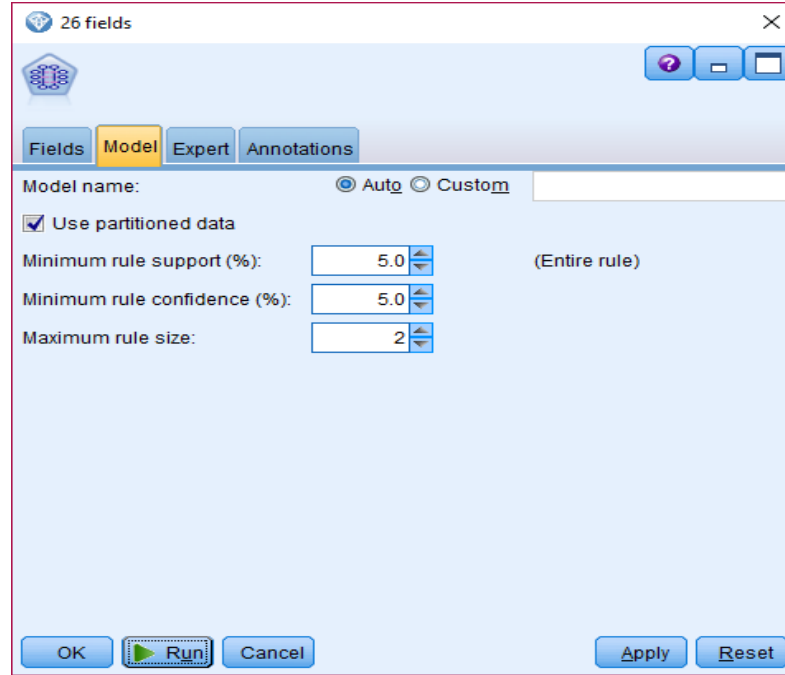 26 fields
Fields Model Expert Annotations
Model name: Auto Custom
Use partitioned data
Minimum rule support (%): 5.0 (Entire rule)
Minimum rule confidence (%): 5.0
Maximum rule size: 2
OK Run Cancel Apply Reset